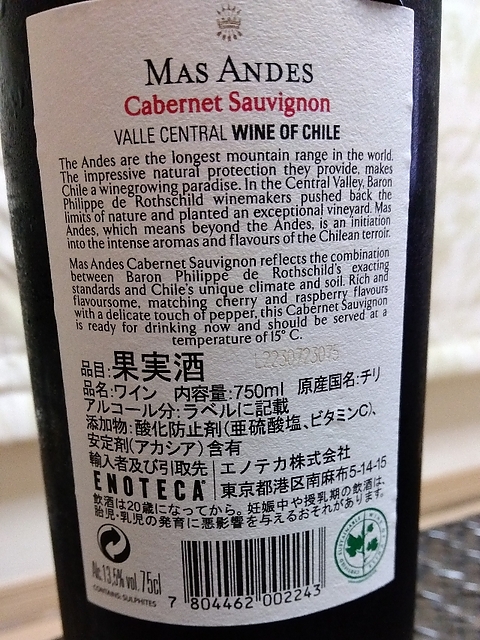 MAS ANDES
Cabernet Sauvignon
VALLE CENTRAL WINE OF CHILE
The Andes are the longest mountain range in the world.
The impressive natural protection they provide, makes
Chile a winegrowing paradise. In the Central Valley, Baron
Philippe de Rothschild winemakers pushed back the
limits of nature and planted an exceptional vineyard. Mas
Andes, which means beyond the Andes, is an initiation
into the intense aromas and flavours of the Chilean terroir.
Mas Andes Cabernet Sauvignon reflects the combination
between Baron Philippe de Rothschild's exacting
standards and Chile's unique climate and soil. Rich and
flavoursome, matching cherry and raspberry flavours
with a delicate touch of pepper, this Cabernet Sauvignon
is ready for drinking now and should be served at a
temperature of 15° C.
品目:果実酒
品名:ワイン 内容量:750ml 原産国名:チリ
アルコール分:ラベルに記載
添加物:酸化防止剤(亜硫酸塩、ビタミンC)、
安定剤(アカシア)含有
輸入者及び引取先 エノテカ株式会社
ENOTECA 東京都港区南麻布5-14-15
飲酒は20歳になってから。妊娠中や授乳期の飲酒は、
胎児・乳児の発育に悪影響を与えるおそれがあります。
Alc.13,5% vol. 75cl
CONTAINS: SULPHITES
7 804462 002243